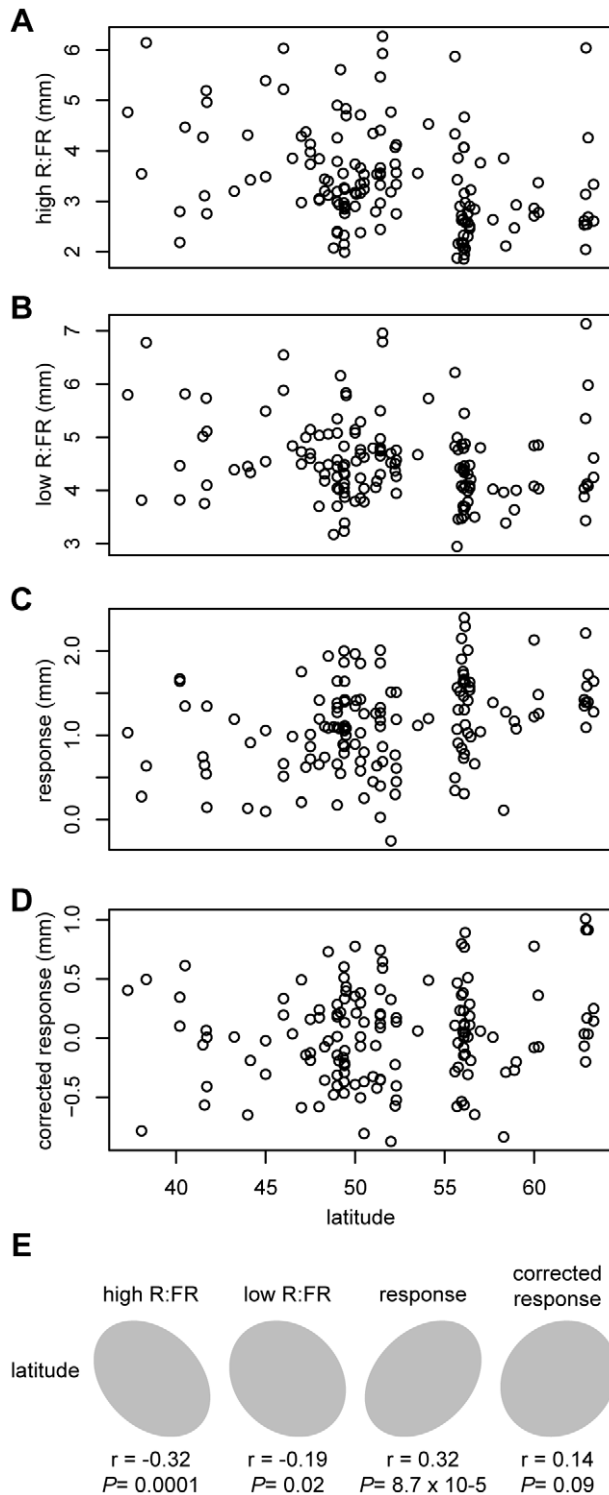 A
high R:FR (mm)
6
5
4
3
2
B
low R:FR (mm)
7
6
5
4
3
C
response (mm)
2.0
1.0
0.0
D
corrected response (mm)
1.0
0.5
0.0
−0.5
40 45 50 55 60
latitude
E
high R:FR low R:FR response corrected response
latitude
r = -0.32 r = -0.19 r = 0.32 r = 0.14
P= 0.0001 P= 0.02 P= 8.7 x 10-5 P= 0.09